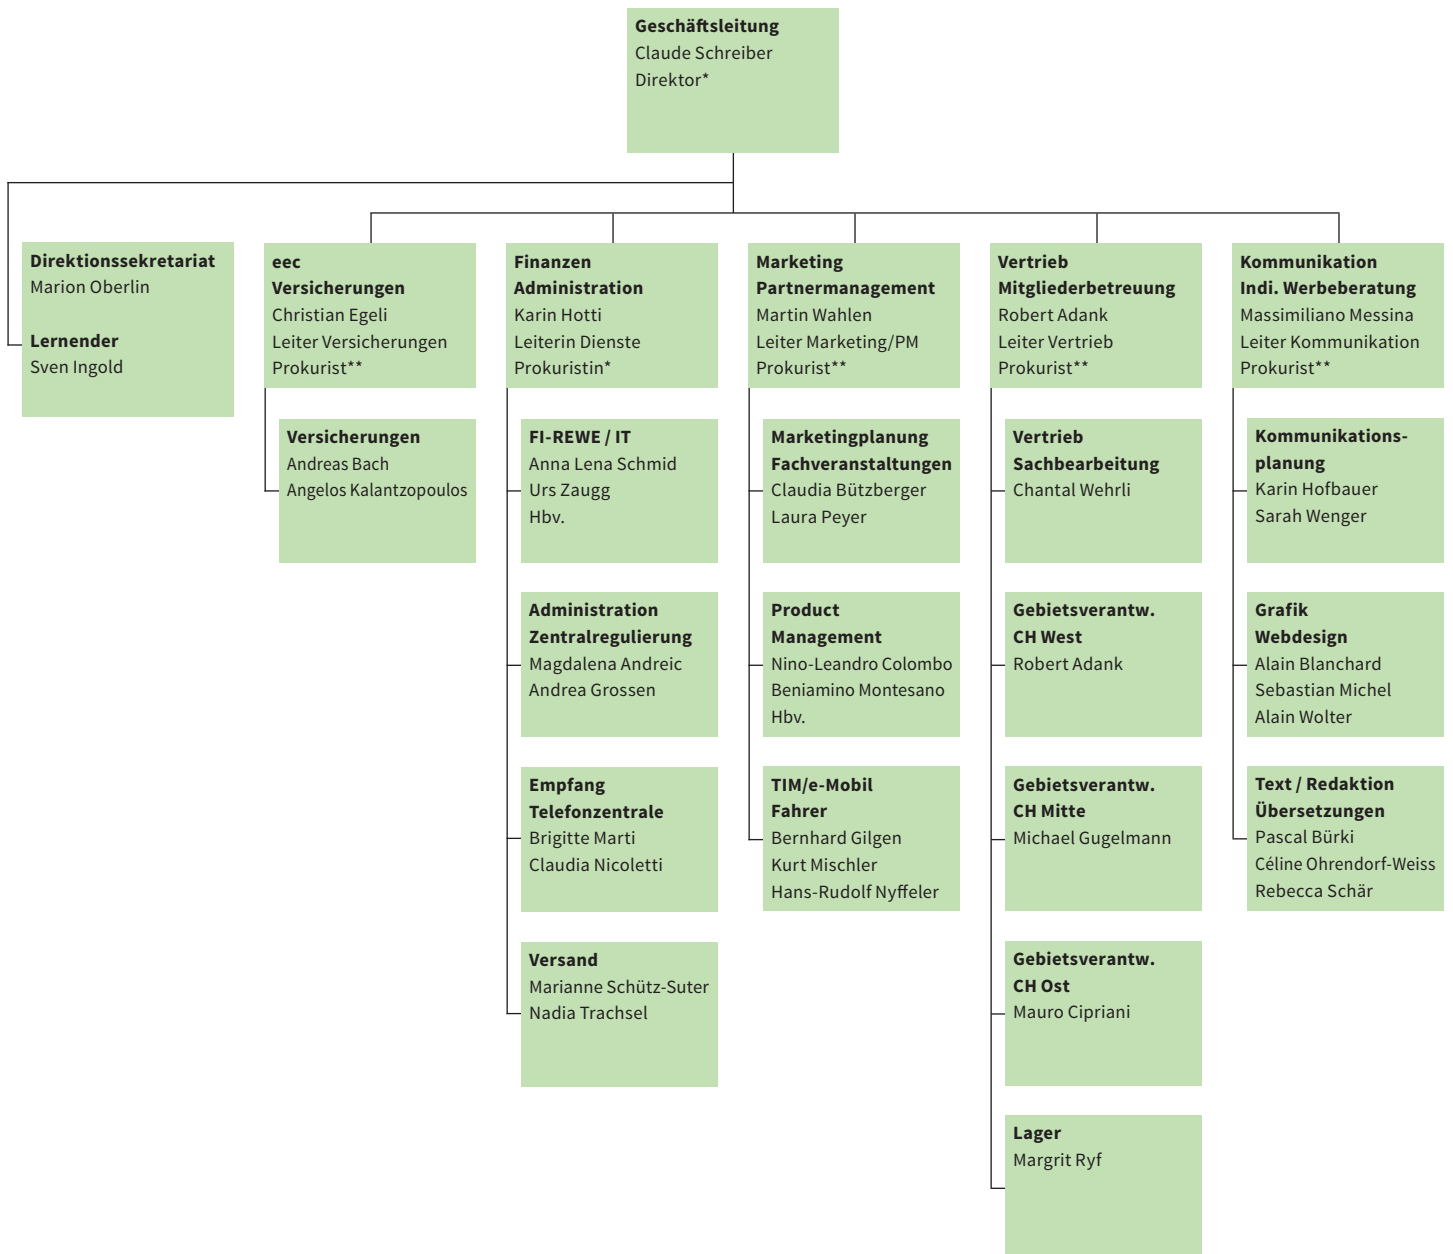 Geschäftsleitung
Claude Schreiber
Direktor*
Direktionssekretariat
Marion Oberlin
Lernender
Sven Ingold
eec
Versicherungen
Christian Egeli
Leiter Versicherungen
Prokurist**
Versicherungen
Andreas Bach
Angelos Kalantzopoulos
Finanzen
Administration
Karin Hotti
Leiterin Dienste
Prokuristin*
FI-REWE / IT
Anna Lena Schmid
Urs Zaugg
Hbv.
Administration
Zentralregulierung
Magdalena Andreic
Andrea Grossen
Empfang
Telefonzentrale
Brigitte Marti
Claudia Nicoletti
Versand
Marianne Schütz-Suter
Nadia Trachsel
Marketing
Partnermanagement
Martin Wahlen
Leiter Marketing/PM
Prokurist**
Marketingplanung
Fachveranstaltungen
Claudia Bützberger
Laura Peyer
Product
Management
Nino-Leandro Colombo
Beniamino Montesano
Hbv.
TIM/e-Mobil
Fahrer
Bernhard Gilgen
Kurt Mischler
Hans-Rudolf Nyffeler
Vertrieb
Mitgliederbetreuung
Robert Adank
Leiter Vertrieb
Prokurist**
Vertrieb
Sachbearbeitung
Chantal Wehrli
Gebietsverantw.
CH West
Robert Adank
Gebietsverantw.
CH Mitte
Michael Gugelmann
Gebietsverantw.
CH Ost
Mauro Cipriani
Lager
Margrit Ryf
Kommunikation
Indi. Werbeberatung
Massimiliano Messina
Leiter Kommunikation
Prokurist**
Kommunikations-
planung
Karin Hofbauer
Sarah Wenger
Grafik
Webdesign
Alain Blanchard
Sebastian Michel
Alain Wolter
Text / Redaktion
Übersetzungen
Pascal Bürki
Céline Ohrendorf-Weiss
Rebecca Schär